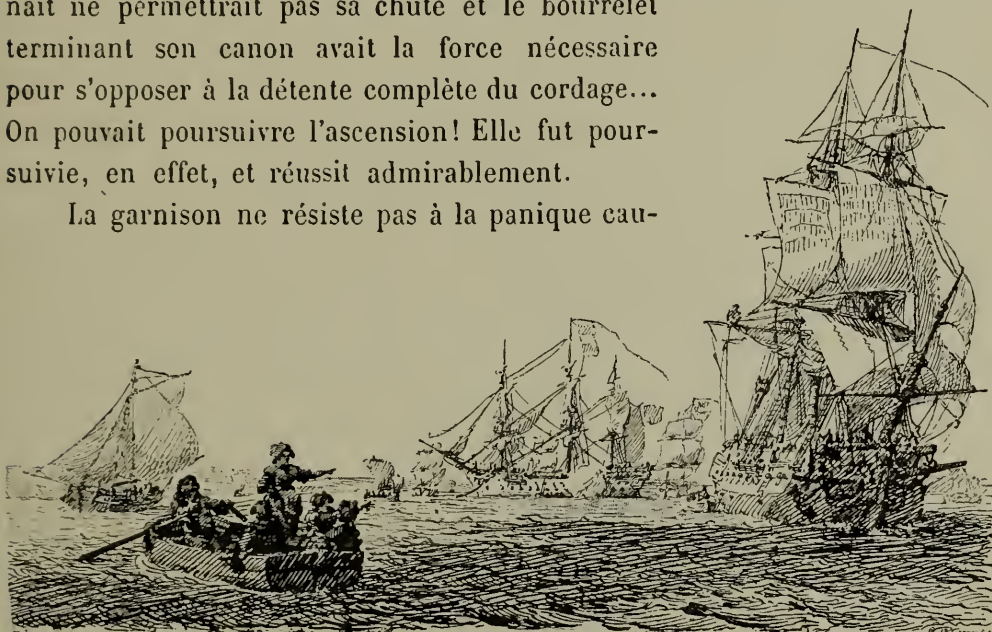 nait ne permettrait pas sa chute et le bourrelet
terminant son canon avait la force nécessaire
pour s'opposer à la détente complète du cordage...
On pouvait poursuivre l'ascension! Elle fut pour-
suivie, en effet, et réussit admirablement.
La garnison ne résiste pas à la panique cau-